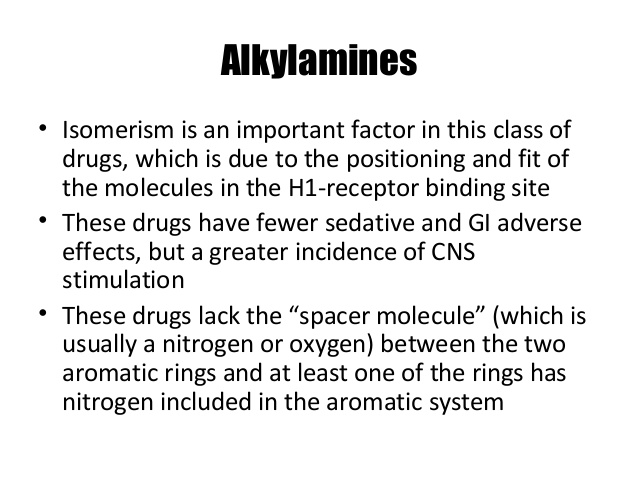 Alkylamines
• Isomerism is an important factor in this class of
drugs, which is due to the positioning and fit of
the molecules in the H1-receptor binding site
• These drugs have fewer sedative and GI adverse
effects, but a greater incidence of CNS
stimulation
• These drugs lack the “spacer molecule” (which is
usually a nitrogen or oxygen) between the two
aromatic rings and at least one of the rings has
nitrogen included in the aromatic system